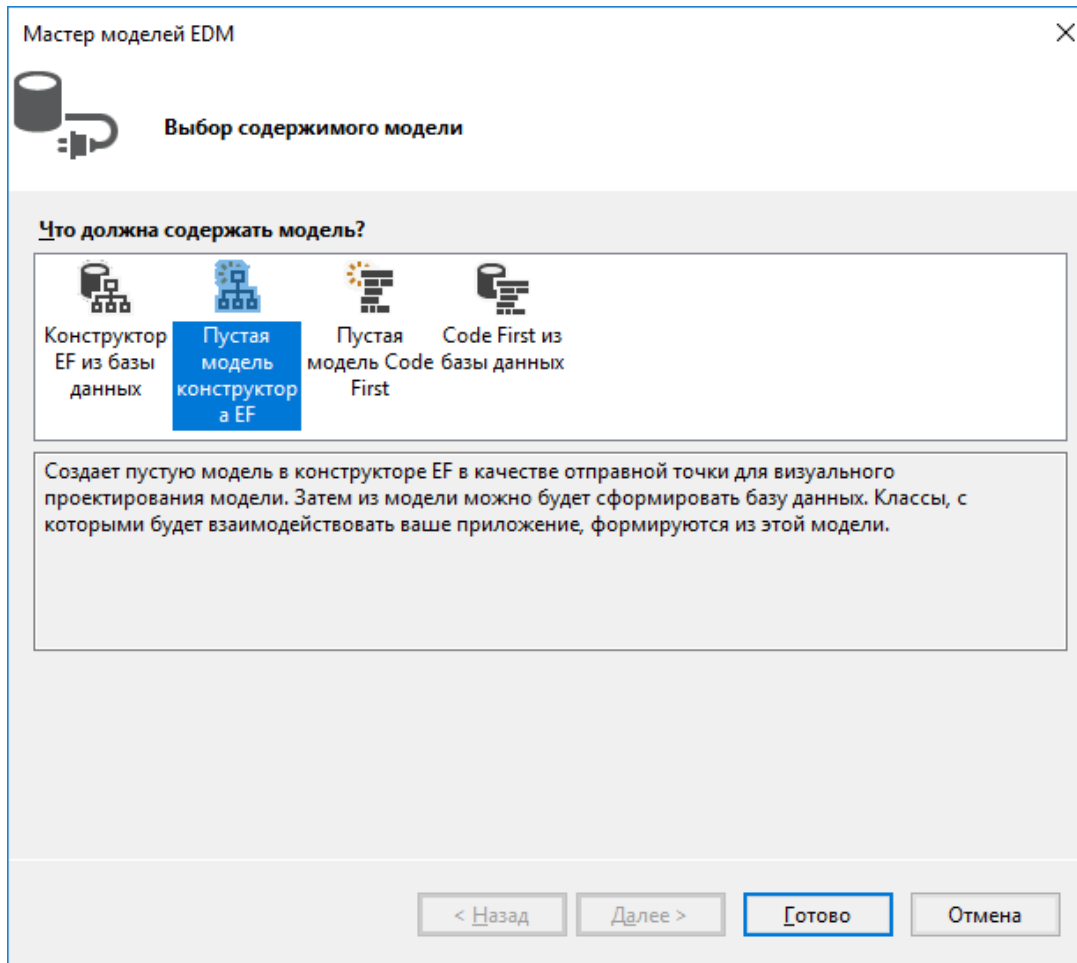 Мастер моделей EDM
Выбор содержимого модели
Что должна содержать модель?
Конструктор
EF из базы
данных
Пустая
модель
конструктор
а EF
Пустая
модель Code
First
Code First из
базы данных
Создает пустую модель в конструкторе EF в качестве отправной точки для визуального
проектирования модели. Затем из модели можно будет сформировать базу данных. Классы, с
которыми будет взаимодействовать ваше приложение, формируются из этой модели.
< Назад
Далее >
Готово
Отмена